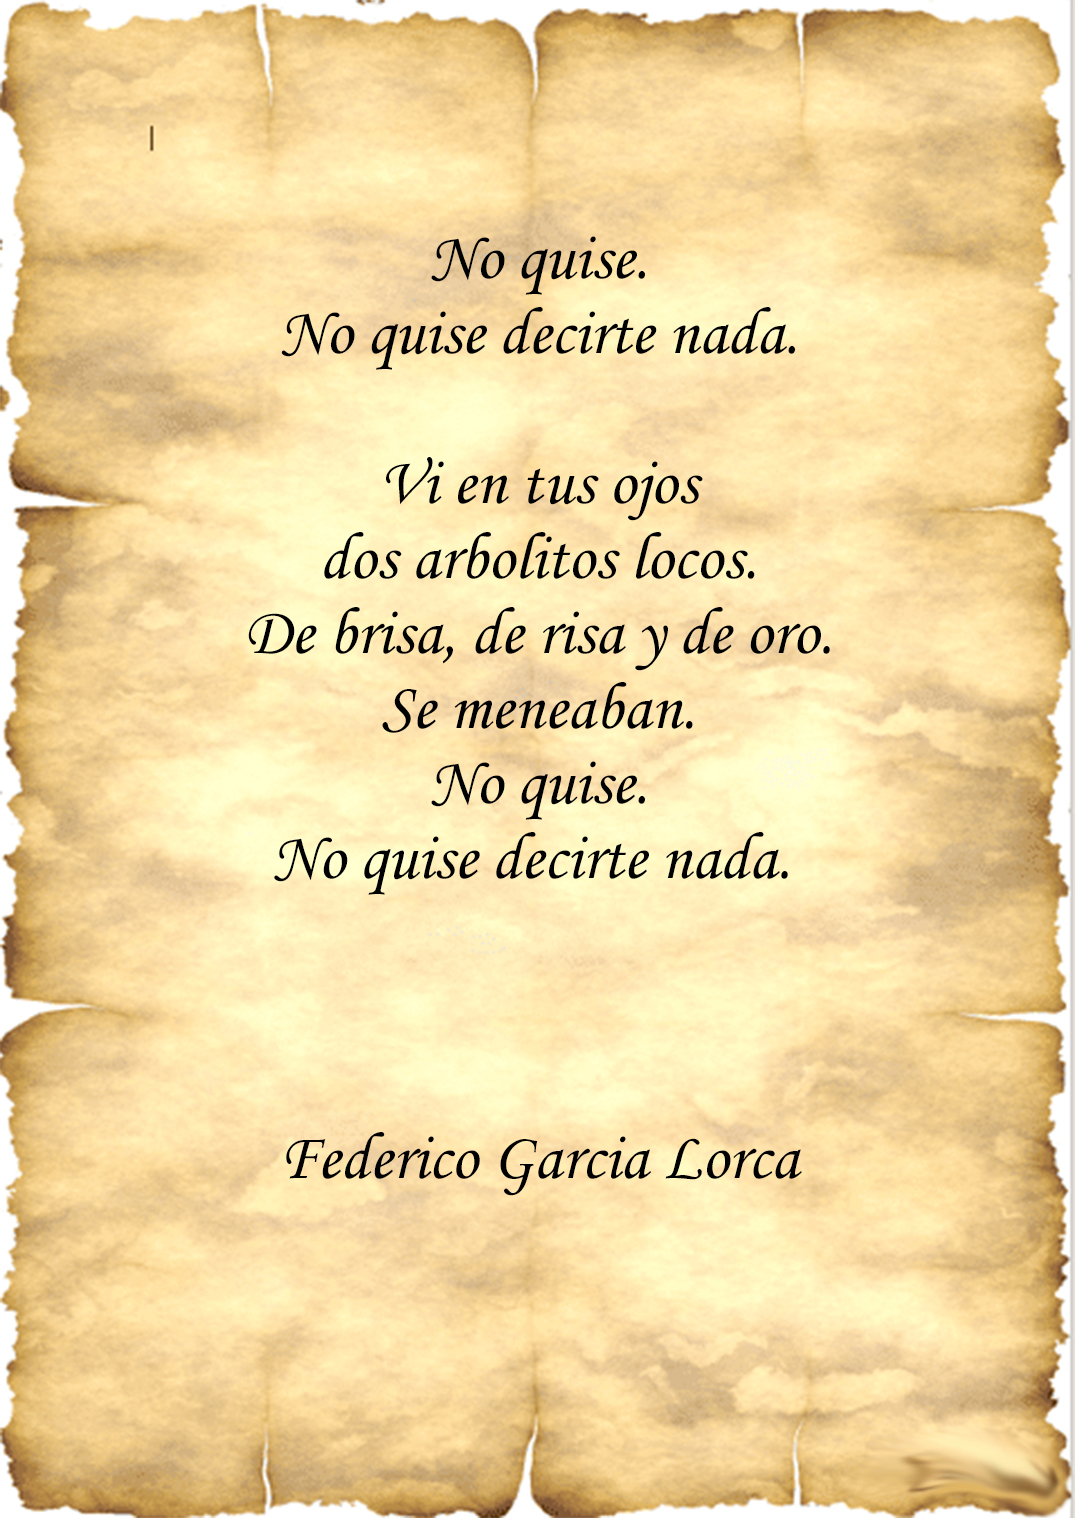 No quise.
No quise decirte nada.
Vi en tus ojos
dos arbolitos locos.
De brisa, de risa y de oro.
Se meneaban.
No quise.
No quise decirte nada.
Federico Garcia Lorca